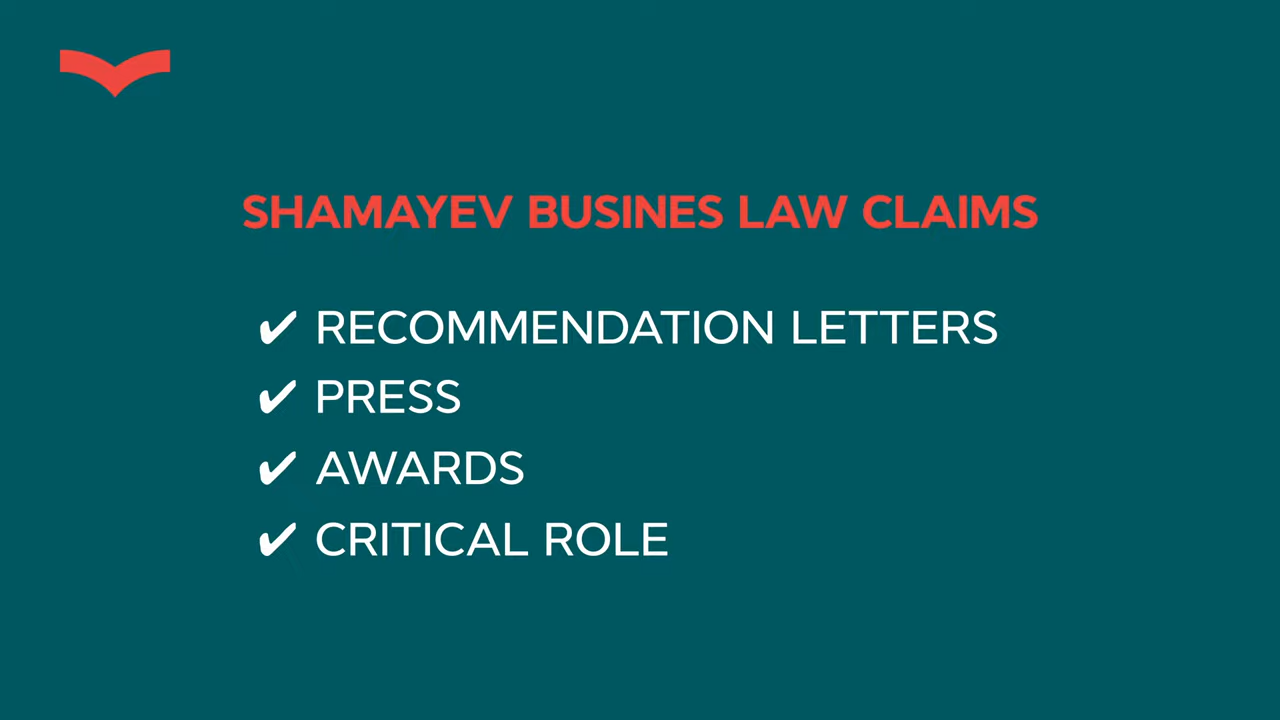 SHAMAYEV BUSINES LAW CLAIMS
✔ RECOMMENDATION LETTERS
✔ PRESS
✔ AWARDS
✔ CRITICAL ROLE